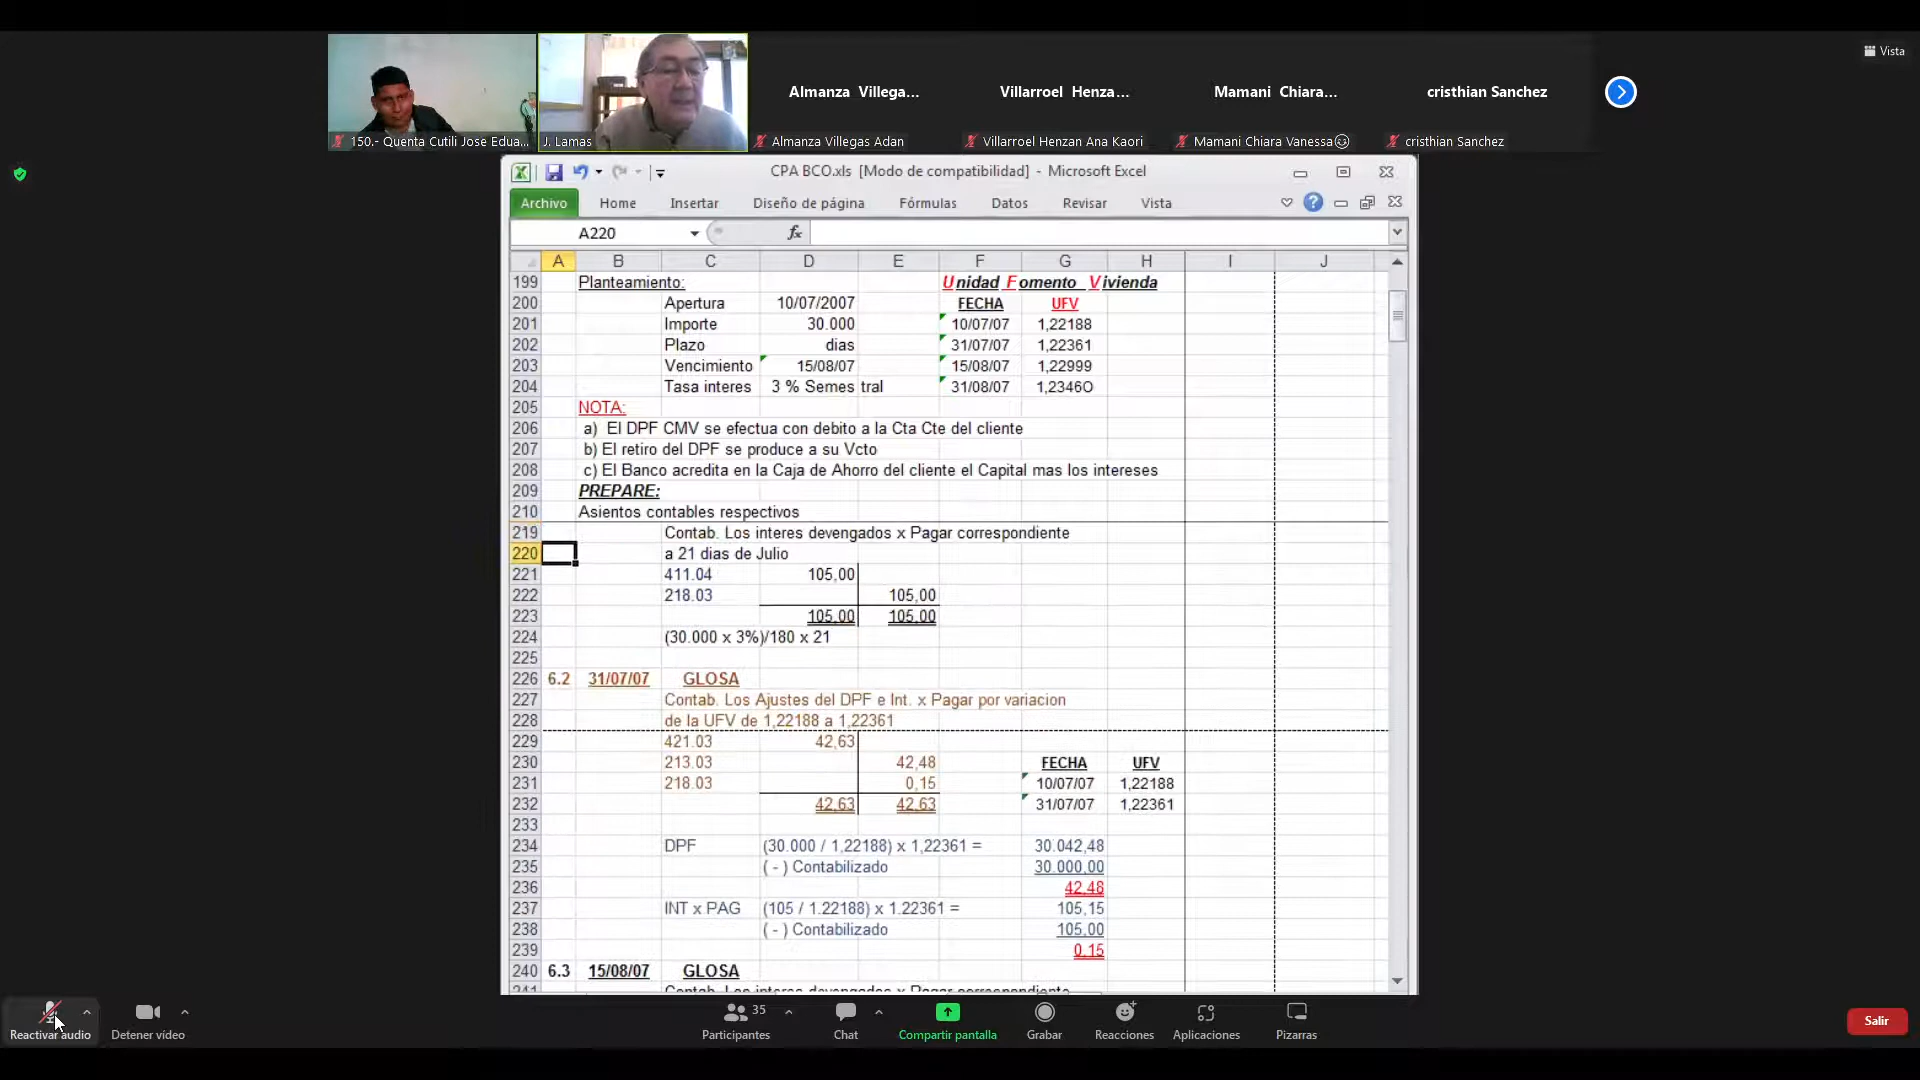 Vista
Almanza Villega...
Villarroel Henza...
Mamani Chiara...
cristhian Sanchez
150.- Quenta Cutili Jose Edua...
J. Lamas
Almanza Villegas Adan
Villarroel Henzan Ana Kaori
Mamani Chiara Vanessa☺
cristhian Sanchez
CPA BCO.xls [Modo de compatibilidad] - Microsoft Excel
Archivo Home Insertar Diseño de página Fórmulas Datos Revisar Vista
A220 fx
A B C D E F G H I J
199 Planteamiento: Unidad Fomento Vivienda
200 Apertura 10/07/2007 FECHA UFV
201 Importe 30.000 10/07/07 1,22188
202 Plazo dias 31/07/07 1,22361
203 Vencimiento 15/08/07 15/08/07 1,22999
204 Tasa interes 3 % Semes tral 31/08/07 1,2346O
205 NOTA:
206 a) El DPF CMV se efectua con debito a la Cta Cte del cliente
207 b) El retiro del DPF se produce a su Vcto
208 c) El Banco acredita en la Caja de Ahorro del cliente el Capital mas los intereses
209 PREPARE:
210 Asientos contables respectivos
219 Contab. Los interes devengados x Pagar correspondiente
220 a 21 dias de Julio
221 411.04 105,00
222 218.03 105,00
223 105,00 105,00
224 (30.000 x 3%)/180 x 21
225
226 6.2 31/07/07 GLOSA
227 Contab. Los Ajustes del DPF e Int. x Pagar por variacion
228 de la UFV de 1,22188 a 1,22361
229 421.03 42,63
230 213.03 42,48 FECHA UFV
231 218.03 0,15 10/07/07 1,22188
232 42,63 42,63 31/07/07 1,22361
233
234 DPF (30.000 / 1,22188) x 1,22361 = 30.042,48
235 ( - ) Contabilizado 30.000,00
236 42,48
237 INT x PAG (105 / 1.22188) x 1.22361 = 105,15
238 ( - ) Contabilizado 105,00
239 0,15
240 6.3 15/08/07 GLOSA
241 Contab. Los interes devengados x Pagar correspondiente
Reactivar audio
Detener vídeo
35
Participantes
Chat
Compartir pantalla
Grabar
Reacciones
Aplicaciones
Pizarras
Salir